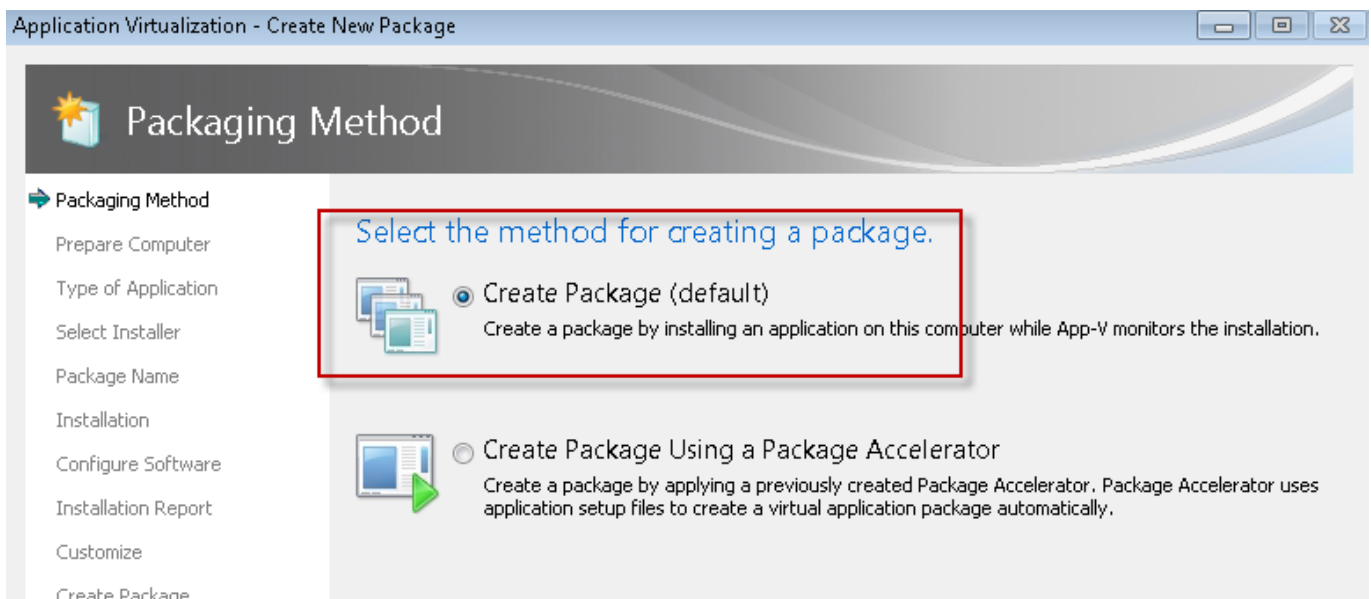 Application Virtualization - Create New Package
Packaging Method
Packaging Method
Prepare Computer
Type of Application
Select Installer
Package Name
Installation
Configure Software
Installation Report
Customize
Create Package
Select the method for creating a package.
Create Package (default)
Create a package by installing an application on this computer while App-V monitors the installation.
Create Package Using a Package Accelerator
Create a package by applying a previously created Package Accelerator. Package Accelerator uses
application setup files to create a virtual application package automatically.